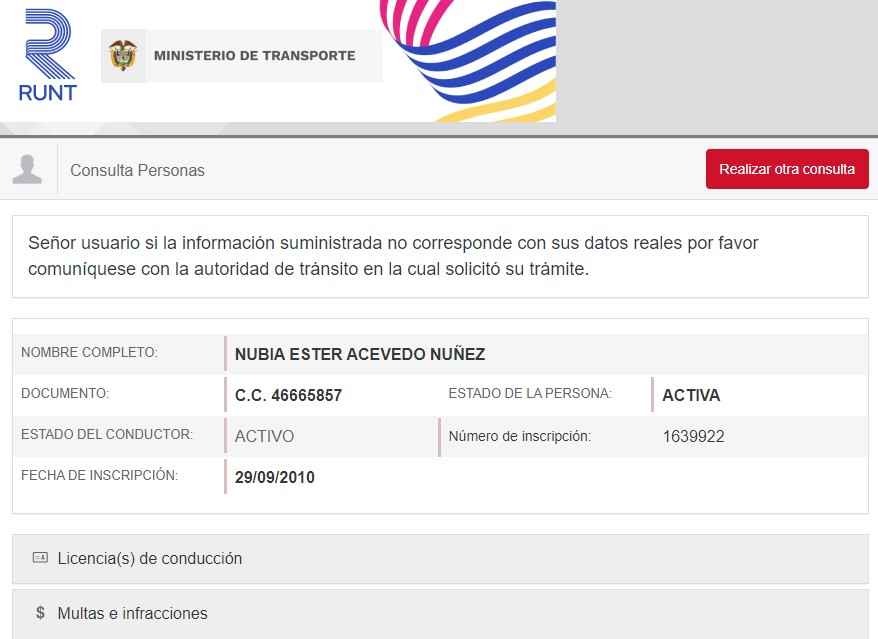 RUNT
MINISTERIO DE TRANSPORTE
Consulta Personas
Realizar otra consulta
Señor usuario si la información suministrada no corresponde con sus datos reales por favor
comuníquese con la autoridad de tránsito en la cual solicitó su trámite.
NOMBRE COMPLETO: NUBIA ESTER ACEVEDO NUÑEZ
DOCUMENTO: C.C. 46665857 ESTADO DE LA PERSONA: ACTIVA
ESTADO DEL CONDUCTOR: ACTIVO Número de inscripción: 1639922
FECHA DE INSCRIPCIÓN: 29/09/2010
Licencia(s) de conducción
$ Multas e infracciones